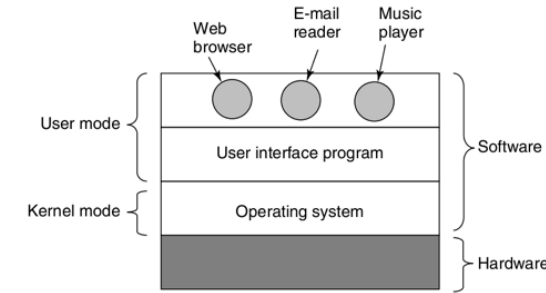 Web
browser
E-mail
reader
Music
player
User mode
User interface program
Software
Kernel mode
Operating system
Hardware